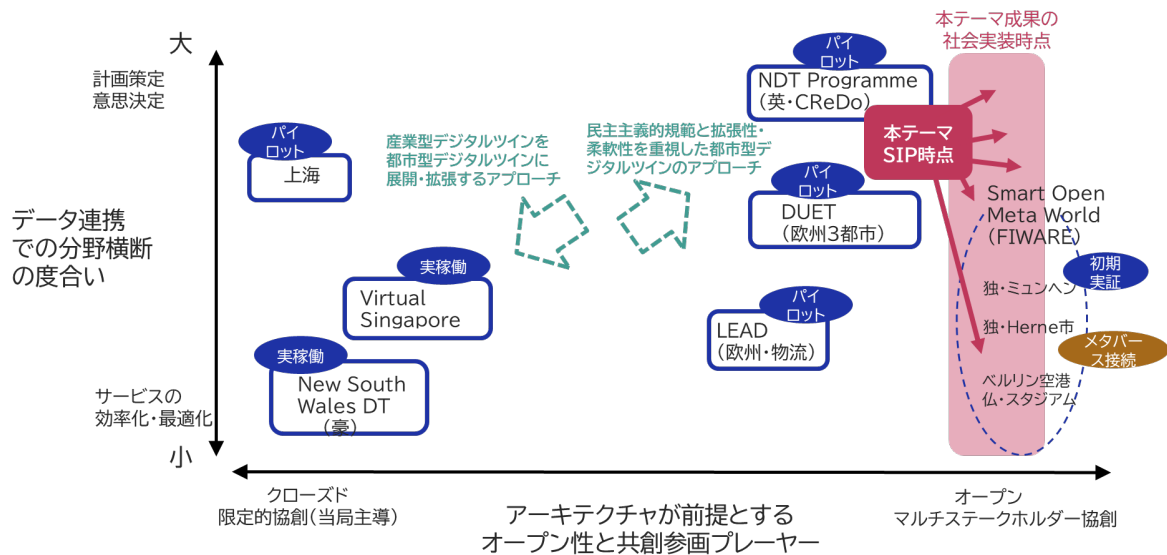 本テーマ成果の
社会実装時点
大
計画策定
意思決定
パイ
ロット
NDT Programme
(英・CReDo)
パイ
ロット
上海
産業型デジタルツインを
都市型デジタルツインに
展開・拡張するアプローチ
民主主義的規範と拡張性・
柔軟性を重視した都市型デ
ジタルツインのアプローチ
本テーマ
SIP時点
パイ
ロット
DUET
(欧州3都市)
Smart Open
Meta World
(FIWARE)
データ連携
での分野横断
の度合い
実稼働
Virtual
Singapore
初期
実証
独・ミュンヘン
パイ
ロット
LEAD
(欧州・物流)
独・Herne市
メタバー
ス接続
実稼働
New South
Wales DT
(豪)
ベルリン空港
仏・スタジアム
サービスの
効率化・最適化
小
クローズド
限定的協創(当局主導)
アーキテクチャが前提とする
オープン性と共創参画プレーヤー
オープン
マルチステークホルダー協創